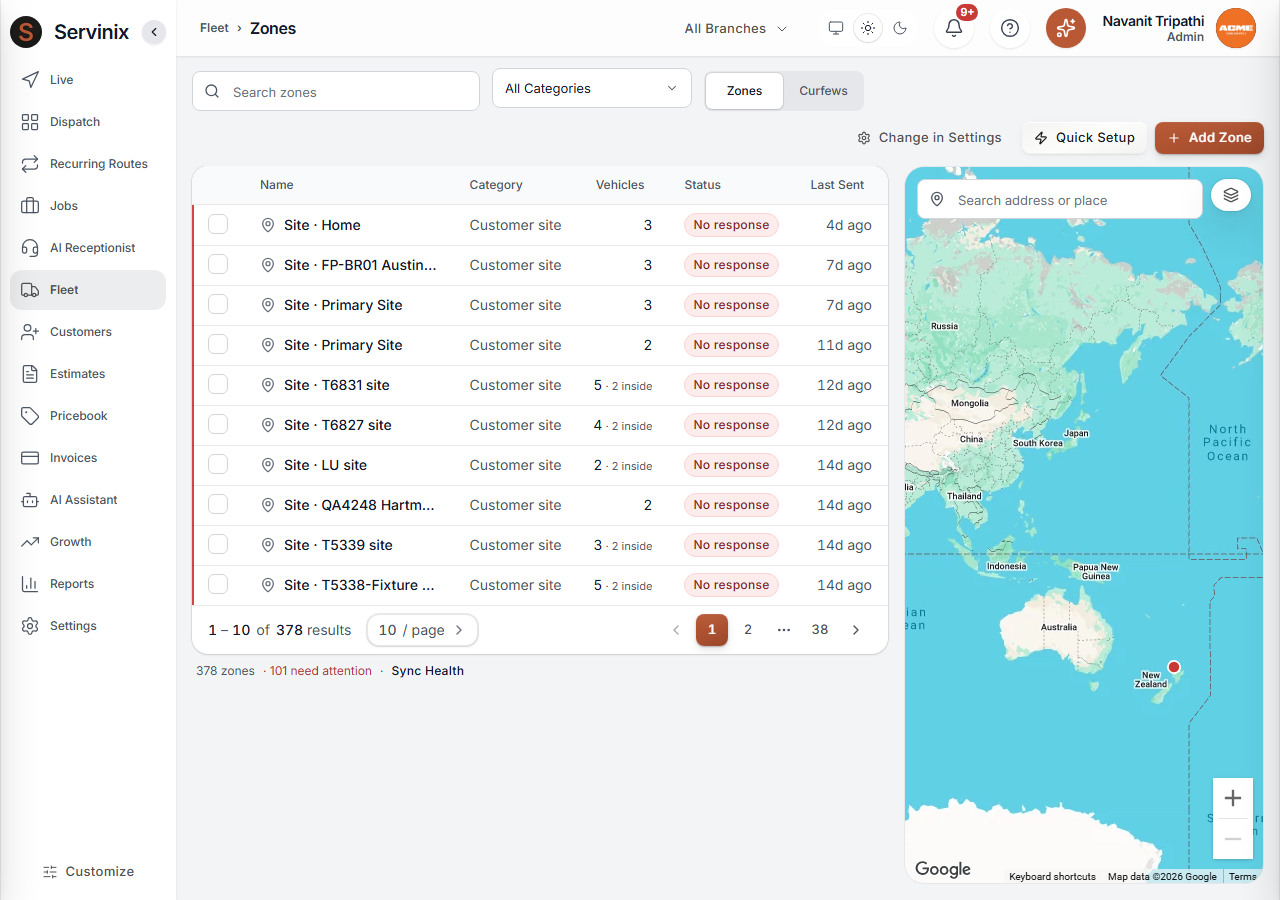 S Servinix
Fleet › Zones
All Branches
9+
Navanit Tripathi
Admin
ACME
Live
Dispatch
Recurring Routes
Jobs
AI Receptionist
Fleet
Customers
Estimates
Pricebook
Invoices
AI Assistant
Growth
Reports
Settings
Customize
Search zones
All Categories
Zones
Curfews
Change in Settings
Quick Setup
+ Add Zone
Name Category Vehicles Status Last Sent
Site · Home Customer site 3 No response 4d ago
Site · FP-BR01 Austin... Customer site 3 No response 7d ago
Site · Primary Site Customer site 3 No response 7d ago
Site · Primary Site Customer site 2 No response 11d ago
Site · T6831 site Customer site 5 · 2 inside No response 12d ago
Site · T6827 site Customer site 4 · 2 inside No response 12d ago
Site · LU site Customer site 2 · 2 inside No response 14d ago
Site · QA4248 Hartm... Customer site 2 No response 14d ago
Site · T5339 site Customer site 3 · 2 inside No response 14d ago
Site · T5338-Fixture ... Customer site 5 · 2 inside No response 14d ago
1 – 10 of 378 results 10 / page 1 2 ··· 38
378 zones · 101 need attention · Sync Health
Search address or place
Russia
Mongolia
North
Pacific
Ocean
Japan
China
South Korea
lia
Thailand
Indonesia
Papua New
Guinea
ian
ean
Australia
New
Zealand
Google
Keyboard shortcuts Map data ©2026 Google Terms